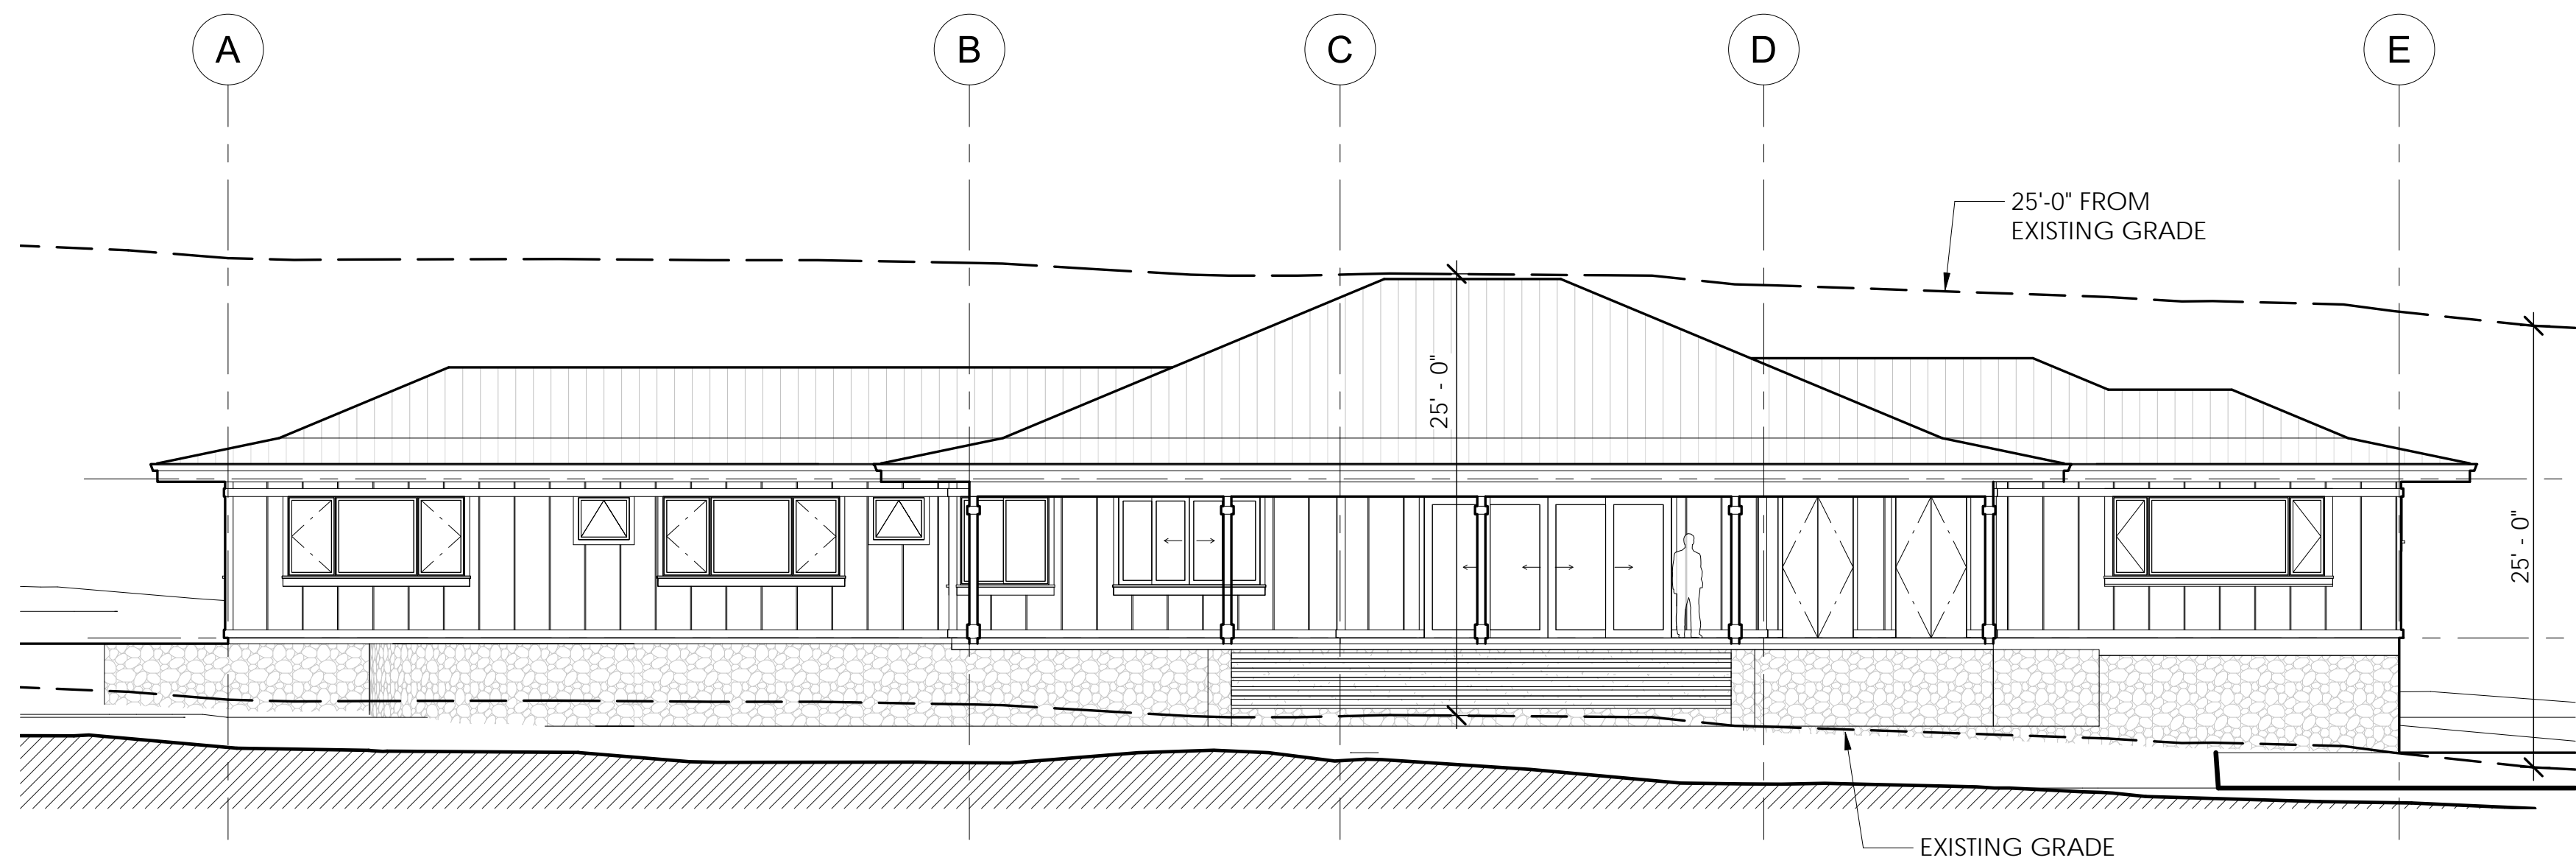 A
B
C
D
E
25'-0" FROM
EXISTING GRADE
25' - 0"
25' - 0"
EXISTING GRADE